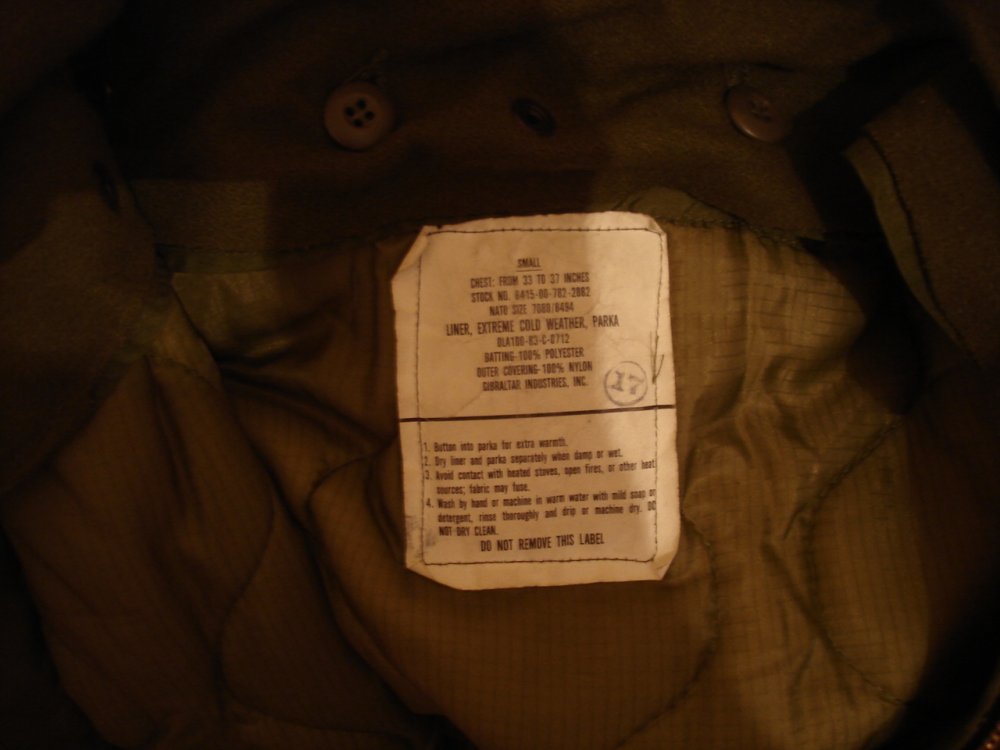 SMALL
CHEST: FROM 33 TO 37 INCHES
STOCK NO. 8415-00-782-2882
NATO SIZE 7080/8494
LINER, EXTREME COLD WEATHER, PARKA
DLA100-83-C-0712
BATTING-100% POLYESTER
OUTER COVERING-100% NYLON
GIBRALTAR INDUSTRIES, INC.
17
1. Button into parka for extra warmth.
2. Dry liner and parka separately when damp or wet.
3. Avoid contact with heated stoves, open fires, or other heat
sources; fabric may fuse.
4. Wash by hand or machine in warm water with mild soap or
detergent, rinse thoroughly and drip or machine dry. DO
NOT DRY CLEAN.
DO NOT REMOVE THIS LABEL